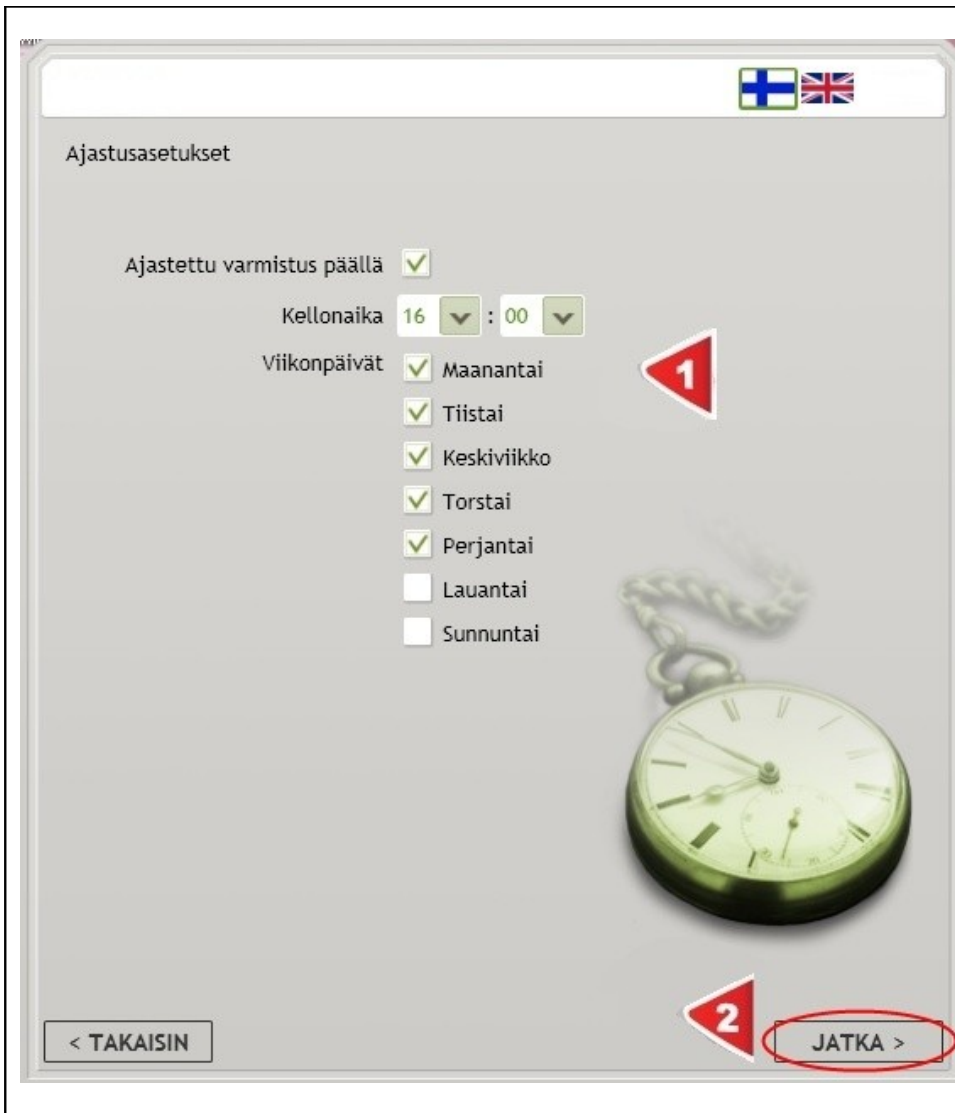 Ajastusasetukset
Ajastettu varmistus päällä
Kellonaika 16 : 00
Viikonpäivät Maanantai
1
Tiistai
Keskiviikko
Torstai
Perjantai
Lauantai
Sunnuntai
2
< TAKAISIN JATKA >